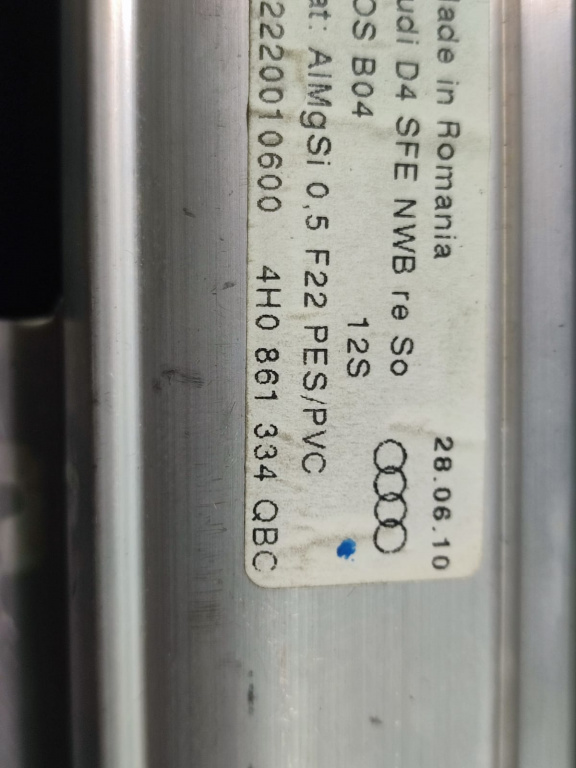 ade in Romania 28.06.10
udi D4 SFE NWB re So
OS B04 12S
at: AlMgSi 0,5 F22 PES/PVC
2220010600 4H0 861 334 QBC